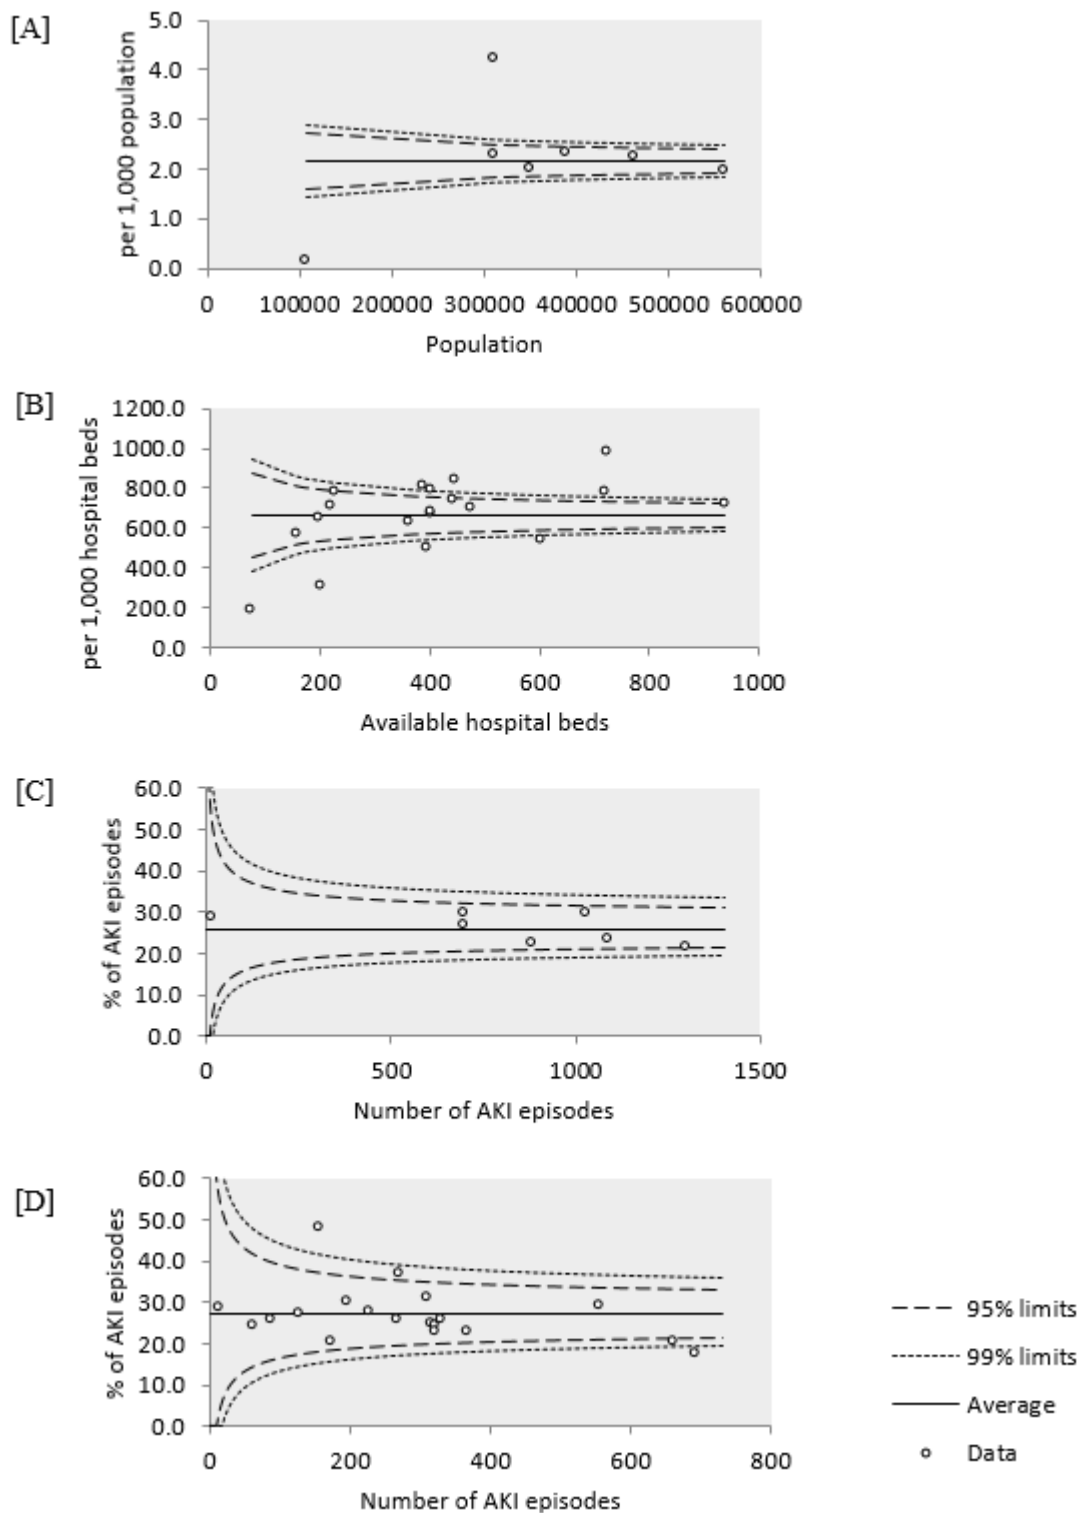 [A]
per 1,000 population
5.0
4.0
3.0
2.0
1.0
0.0
0 100000 200000 300000 400000 500000 600000
Population
[B]
per 1,000 hospital beds
1200.0
1000.0
800.0
600.0
400.0
200.0
0.0
0 200 400 600 800 1000
Available hospital beds
[C]
% of AKI episodes
60.0
50.0
40.0
30.0
20.0
10.0
0.0
0 500 1000 1500
Number of AKI episodes
[D]
% of AKI episodes
60.0
50.0
40.0
30.0
20.0
10.0
0.0
0 200 400 600 800
Number of AKI episodes
95% limits
99% limits
Average
Data